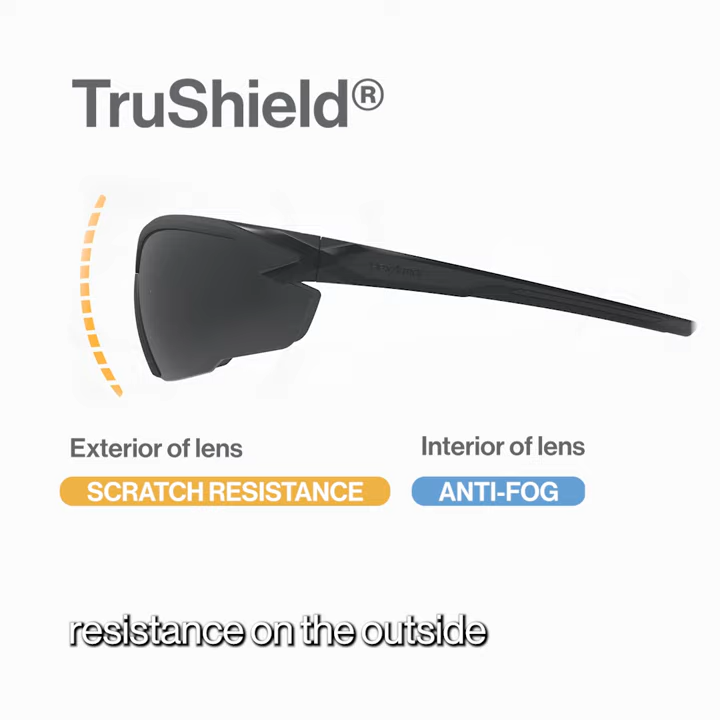 TruShield®
Exterior of lens
Interior of lens
SCRATCH RESISTANCE
ANTI-FOG
resistance on the outside